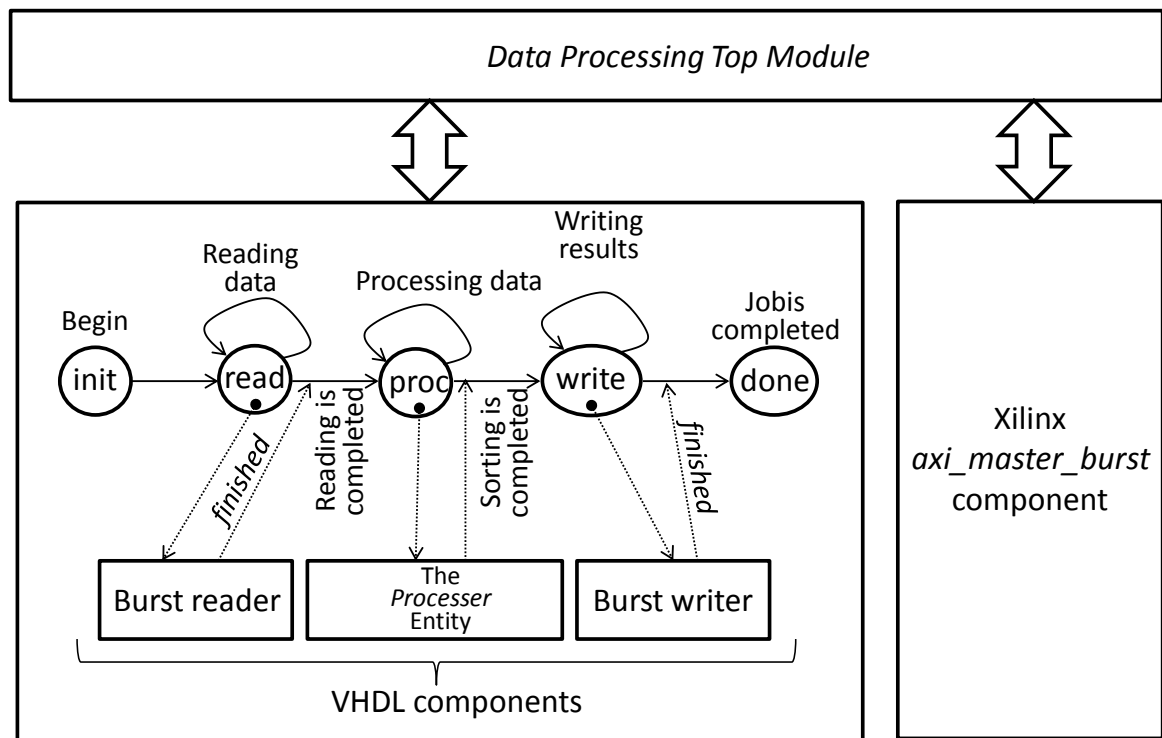 Data Processing Top Module
Writing
results
Reading
data
Processing data
Begin
Jobis
completed
init
read
proc
write
done
finished
Reading is
completed
Sorting is
completed
finished
Xilinx
axi_master_burst
component
Burst reader
The
Processer
Entity
Burst writer
VHDL components